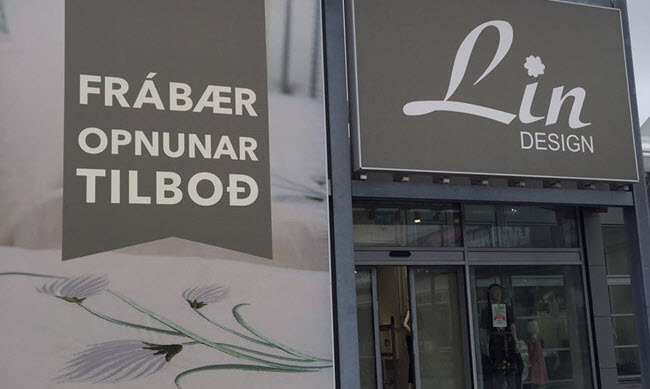 FRÁBÆR
OPNUNAR
TILBOÐ
Lin
DESIGN